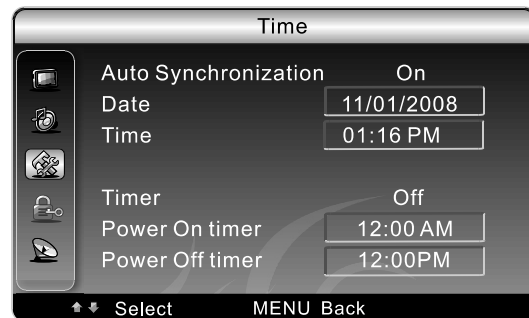 Time
Auto Synchronization On
Date 11/01/2008
Time 01:16 PM
Timer Off
Power On timer 12:00 AM
Power Off timer 12:00PM
Select MENU Back